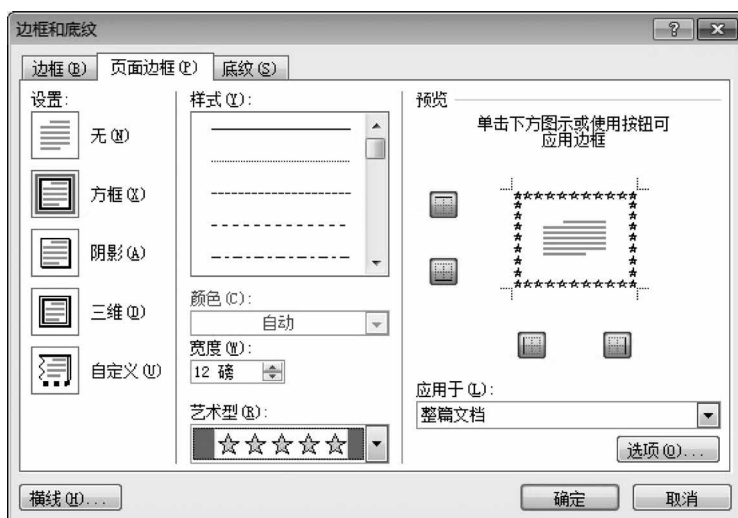 边框和底纹
边框(B) 页面边框(P) 底纹(S)
设置:
无(N)
方框(X)
阴影(A)
三维(D)
自定义(U)
样式(Y):
颜色(C):
自动
宽度(W):
12 磅
艺术型(R):
预览
单击下方图示或使用按钮可
应用边框
应用于(L):
整篇文档
选项(O)...
横线(H)...
确定
取消